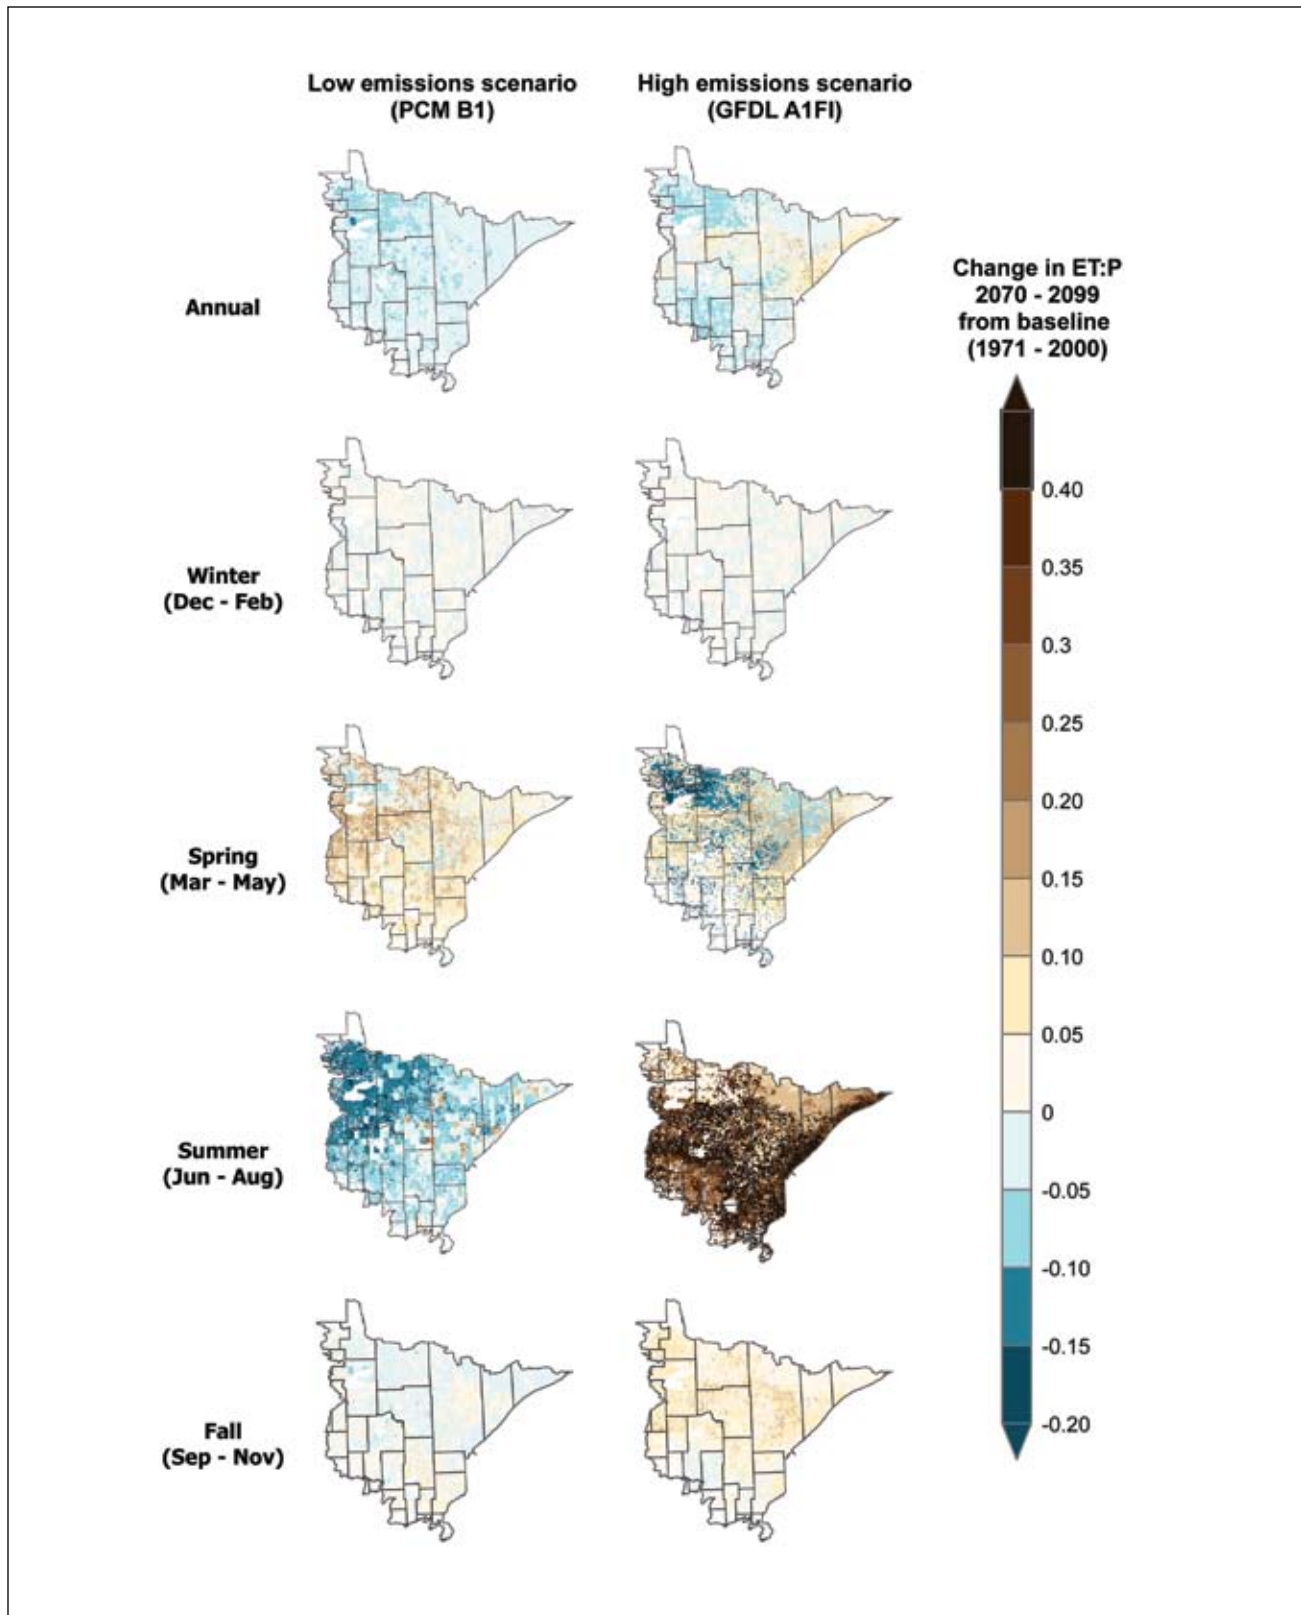 Low emissions scenario
(PCM B1)
High emissions scenario
(GFDL A1FI)
Annual
Change in ET:P
2070 - 2099
from baseline
(1971 - 2000)
Winter
(Dec - Feb)
Spring
(Mar - May)
Summer
(Jun - Aug)
Fall
(Sep - Nov)
0.40
0.35
0.3
0.25
0.20
0.15
0.10
0.05
0
-0.05
-0.10
-0.15
-0.20